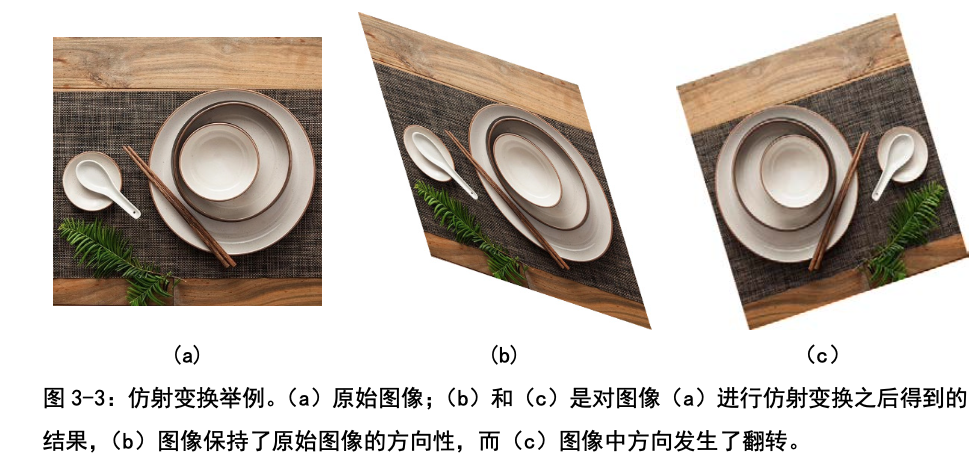 (a)
(b)
(c)
图 3-3：仿射变换举例。（a）原始图像；（b）和（c）是对图像（a）进行仿射变换之后得到的
结果，（b）图像保持了原始图像的方向性，而（c）图像中方向发生了翻转。